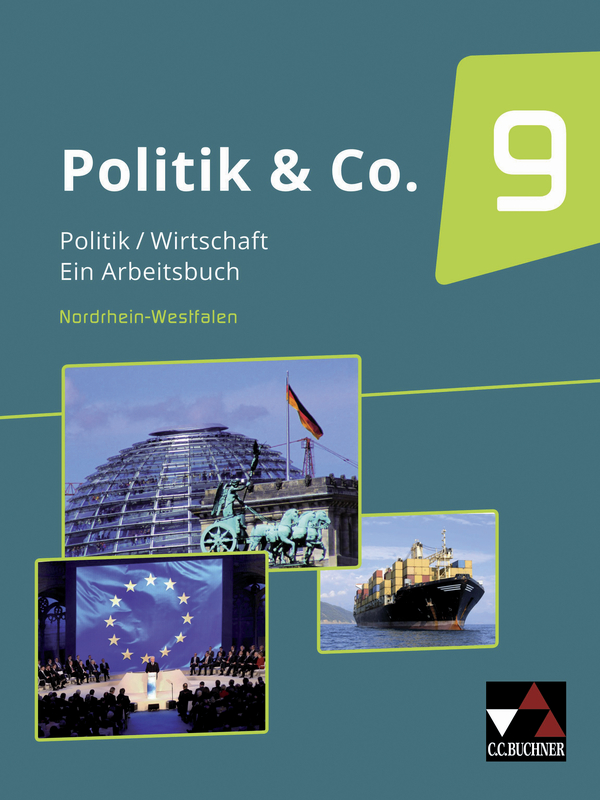 9
Politik & Co.
Politik / Wirtschaft
Ein Arbeitsbuch
Nordrhein-Westfalen
C.C.BUCHNER